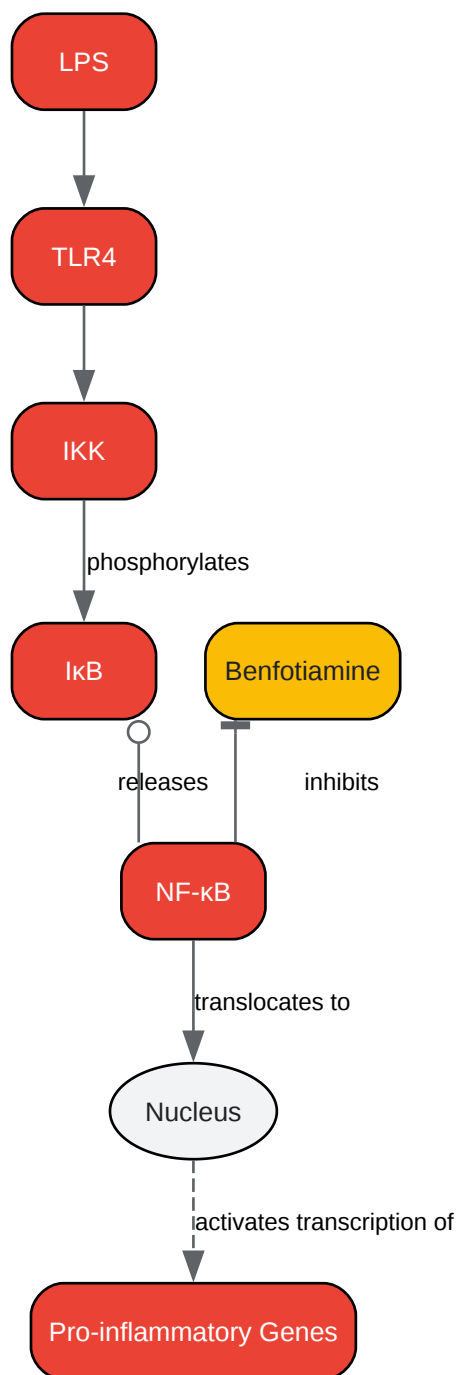 LPS
TLR4
IKK
phosphorylates
IκB
Benfotiamine
releases
inhibits
NF-κB
translocates to
Nucleus
activates transcription of
Pro-inflammatory Genes